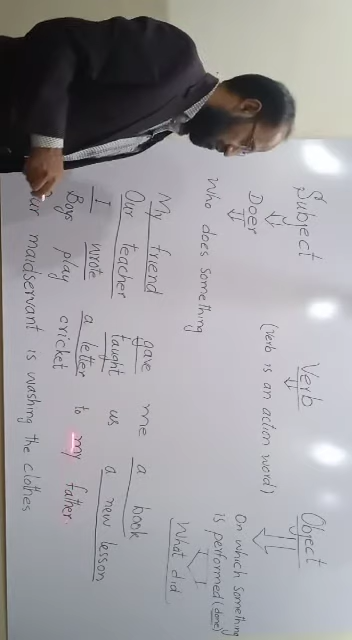 Subject Verb Object
Doer (Verb is an action word) On which something
is performed (done)
Who does something What did
My friend gave me a book
Our teacher taught us a new lesson
I wrote a letter to my father
Boys play cricket
ur maidservant is washing the clothes